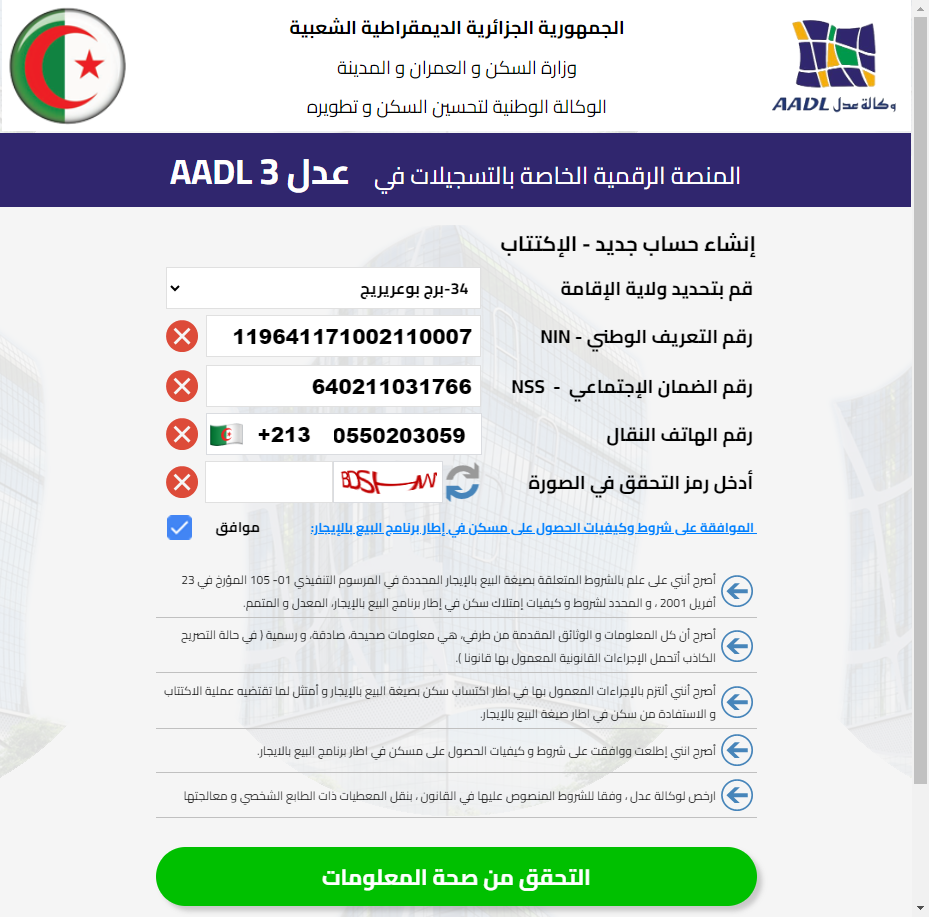 الجمهورية الجزائرية الديمقراطية الشعبية
وزارة السكن و العمران و المدينة
الوكالة الوطنية لتحسين السكن و تطويره
وكالة عدل AADL
المنصة الرقمية الخاصة بالتسجيلات في عدل 3 AADL
إنشاء حساب جديد - الإكتتاب
قم بتحديد ولاية الإقامة
34-برج بوعريريج
رقم التعريف الوطني - NIN
119641171002110007
رقم الضمان الإجتماعي - NSS
640211031766
رقم الهاتف النقال
+213 0550203059
أدخل رمز التحقق في الصورة
الموافقة على شروط وكيفيات الحصول على مسكن في إطار برنامج البيع بالإيجار:
موافق
أصرح أنني على علم بالشروط المتعلقة بصيغة البيع بالإيجار المحددة في المرسوم التنفيذي 01- 105 المؤرخ في 23
أفريل 2001 ، و المحدد لشروط و كيفيات إمتلاك سكن في إطار برنامج البيع بالإيجار، المعدل و المتمم.
أصرح أن كل المعلومات و الوثائق المقدمة من طرفي، هي معلومات صحيحة، صادقة، و رسمية ( في حالة التصريح
الكاذب أتحمل الإجراءات القانونية المعمول بها قانونا ).
أصرح أنني ألتزم بالإجراءات المعمول بها في اطار اكتساب سكن بصيغة البيع بالإيجار و أمتثل لما تقتضيه عملية الاكتتاب
و الاستفادة من سكن في اطار صيغة البيع بالإيجار.
أصرح انني إطلعت ووافقت على شروط و كيفيات الحصول على مسكن في اطار برنامج البيع بالايجار.
ارخص لوكالة عدل ، وفقا للشروط المنصوص عليها في القانون ، بنقل المعطيات ذات الطابع الشخصي و معالجتها
التحقق من صحة المعلومات